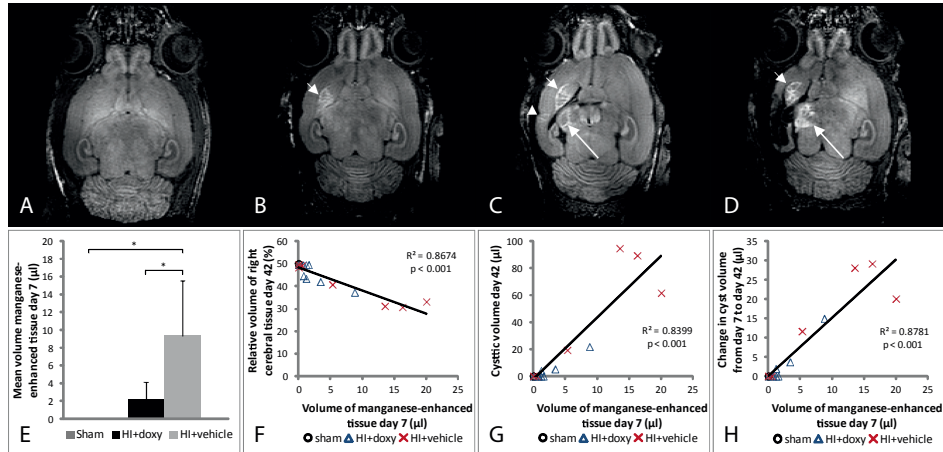 A
B
C
D
Mean volume manganese-
enhanced tissue day 7 (µl)
20
18
16
14
12
10
8
6
4
2
0
*
*
E
Sham HI+doxy HI+vehicle
Relative volume of right
cerebral tissue day 42 (%)
60
50
40
30
20
10
0
R² = 0.8674
p < 0.001
0 5 10 15 20 25
Volume of manganese-enhanced
tissue day 7 (µl)
F
sham HI+doxy HI+vehicle
Cysttic volume day 42 (µl)
100
80
60
40
20
0
R² = 0.8399
p < 0.001
0 5 10 15 20 25
Volume of manganese-enhanced
tissue day 7 (µl)
G
sham HI+doxy HI+vehicle
Change in cyst volume
from day 7 to day 42 (µl)
35
30
25
20
15
10
5
0
R² = 0.8781
p < 0.001
0 5 10 15 20 25
Volume of manganese-enhanced
tissue day 7 (µl)
H
sham HI+doxy HI+vehicle